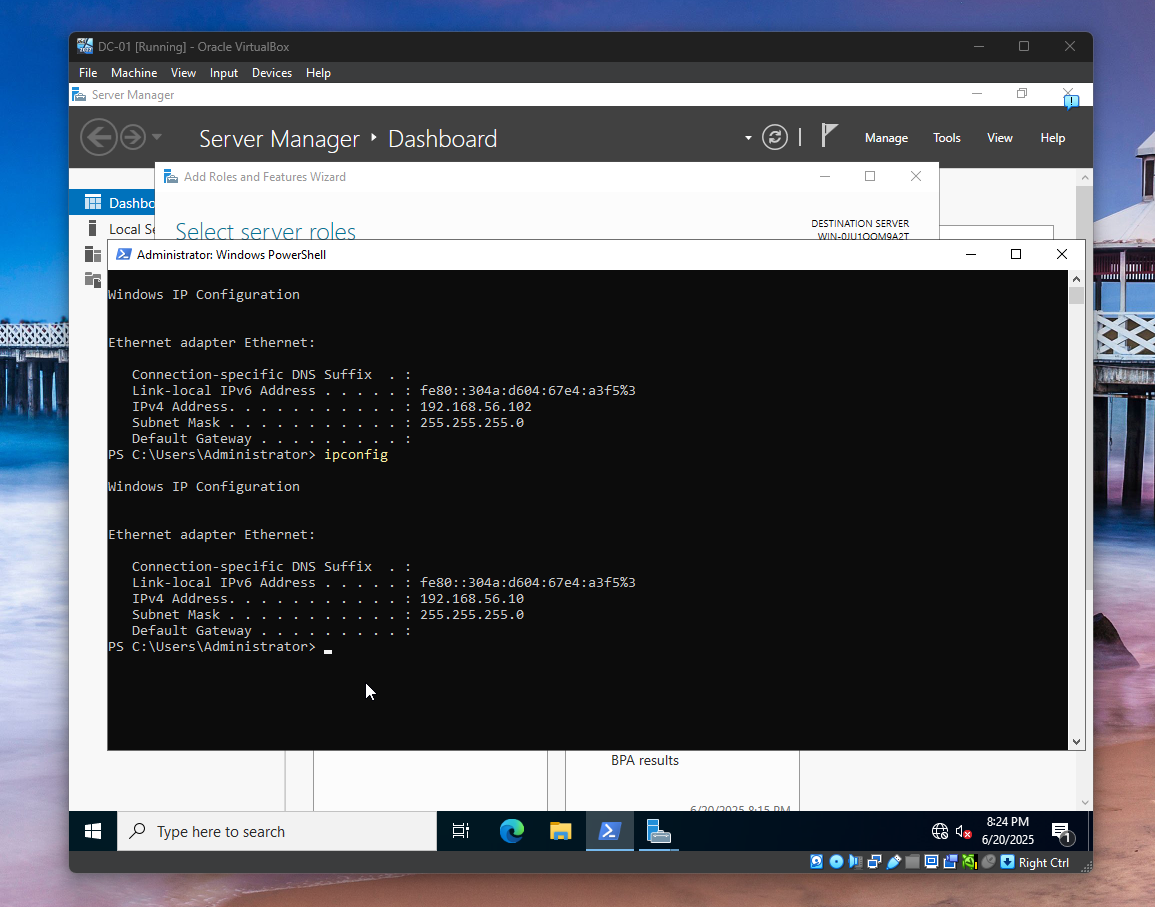 DC-01 [Running] - Oracle VirtualBox
File Machine View Input Devices Help
Server Manager
Server Manager Dashboard
Manage Tools View Help
Add Roles and Features Wizard
Dashbo
Local Se
Select server roles
DESTINATION SERVER
WIN-0JU1OOM9A2T
Administrator: Windows PowerShell
Windows IP Configuration
Ethernet adapter Ethernet:
Connection-specific DNS Suffix . :
Link-local IPv6 Address . . . . . : fe80::304a:d604:67e4:a3f5%3
IPv4 Address. . . . . . . . . . . : 192.168.56.102
Subnet Mask . . . . . . . . . . . : 255.255.255.0
Default Gateway . . . . . . . . . :
PS C:\Users\Administrator> ipconfig
Windows IP Configuration
Ethernet adapter Ethernet:
Connection-specific DNS Suffix . :
Link-local IPv6 Address . . . . . : fe80::304a:d604:67e4:a3f5%3
IPv4 Address. . . . . . . . . . . : 192.168.56.10
Subnet Mask . . . . . . . . . . . : 255.255.255.0
Default Gateway . . . . . . . . . :
PS C:\Users\Administrator>
BPA results
6/20/2025 8:15 PM
Type here to search
8:24 PM
6/20/2025
1
Right Ctrl